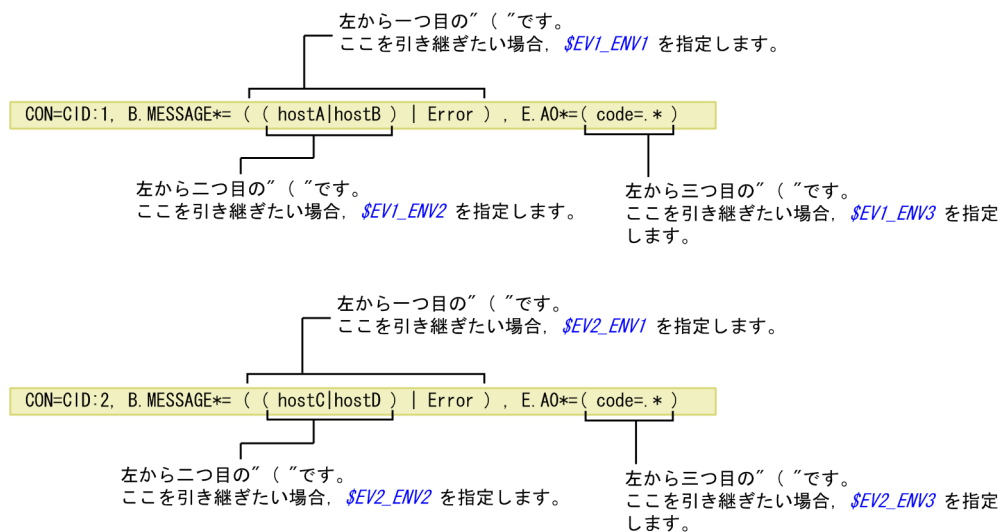 左から一つ目の″（ ″です。
ここを引き継ぎたい場合，$EV1_ENV1 を指定します。
CON=CID:1, B.MESSAGE*= ( ( hostA|hostB ) | Error ) , E.A0*=( code=.* )
左から二つ目の″（ ″です。
ここを引き継ぎたい場合，$EV1_ENV2 を指定します。
左から三つ目の″（ ″です。
ここを引き継ぎたい場合，$EV1_ENV3 を指定
します。
左から一つ目の″（ ″です。
ここを引き継ぎたい場合，$EV2_ENV1 を指定します。
CON=CID:2, B.MESSAGE*= ( ( hostC|hostD ) | Error ) , E.A0*=( code=.* )
左から二つ目の″（ ″です。
ここを引き継ぎたい場合，$EV2_ENV2 を指定します。
左から三つ目の″（ ″です。
ここを引き継ぎたい場合，$EV2_ENV3 を指定
します。